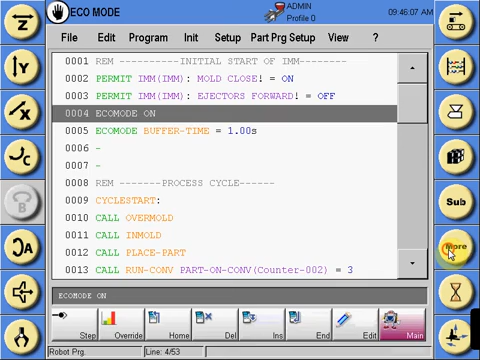 ECO MODE
ADMIN
Profile 0
09:46:07 AM
File Edit Program Init Setup Part Prg Setup View ?
0001 REM -----------INITIAL START OF IMM--------
0002 PERMIT IMM(IMM): MOLD CLOSE! = ON
0003 PERMIT IMM(IMM): EJECTORS FORWARD! = OFF
0004 ECOMODE ON
0005 ECOMODE BUFFER-TIME = 1.00s
0006 -
0007 -
0008 REM -------PROCESS CYCLE------
0009 CYCLESTART:
0010 CALL OVERMOLD
0011 CALL INMOLD
0012 CALL PLACE-PART
0013 CALL RUN-CONV PART-ON-CONV(Counter-002) = 3
ECOMODE ON
Step Override Home Del Ins End Edit Main
Robot Prg. Line: 4/53
Z
Y
X
C
B
A
Sub
More